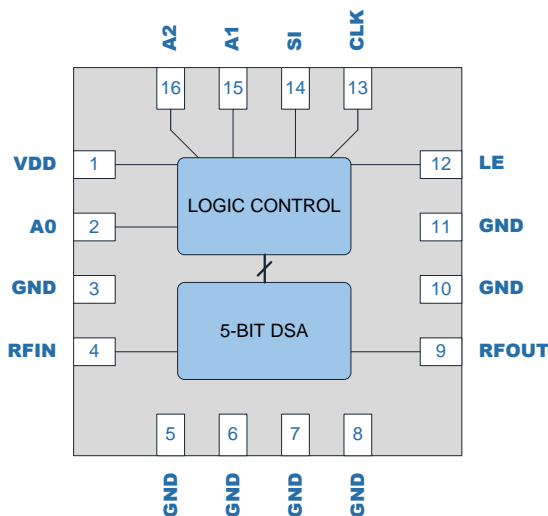 A2
A1
SI
CLK
16
15
14
13
VDD
1
12
LE
LOGIC CONTROL
A0
2
11
GND
GND
3
10
GND
5-BIT DSA
RFIN
4
9
RFOUT
5
6
7
8
GND
GND
GND
GND